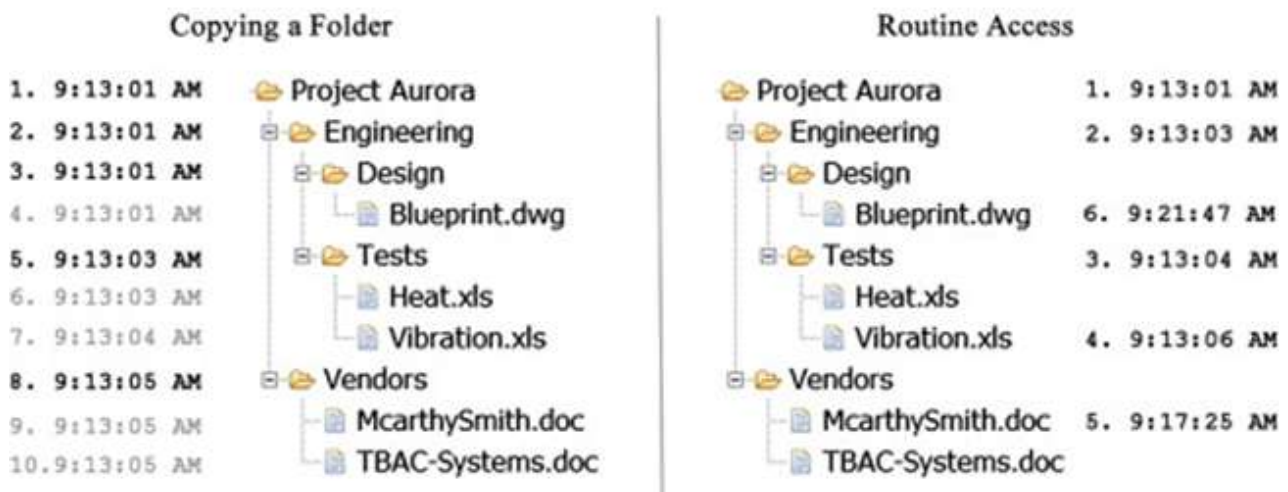 Copying a Folder
Routine Access
1. 9:13:01 AM Project Aurora
2. 9:13:01 AM Engineering
3. 9:13:01 AM Design
4. 9:13:01 AM Blueprint.dwg
5. 9:13:03 AM Tests
6. 9:13:03 AM Heat.xls
7. 9:13:04 AM Vibration.xls
8. 9:13:05 AM Vendors
9. 9:13:05 AM McarthySmith.doc
10.9:13:05 AM TBAC-Systems.doc
Project Aurora 1. 9:13:01 AM
Engineering 2. 9:13:03 AM
Design
Blueprint.dwg 6. 9:21:47 AM
Tests 3. 9:13:04 AM
Heat.xls
Vibration.xls 4. 9:13:06 AM
Vendors
McarthySmith.doc 5. 9:17:25 AM
TBAC-Systems.doc